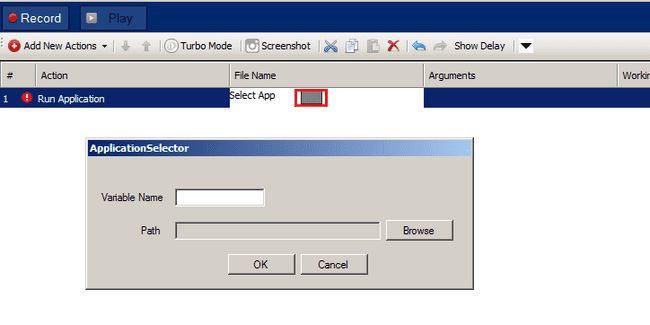 Record Play
Add New Actions Turbo Mode Screenshot Show Delay
# Action File Name Arguments Workin
1 Run Application Select App
ApplicationSelector
Variable Name
Path Browse
OK Cancel